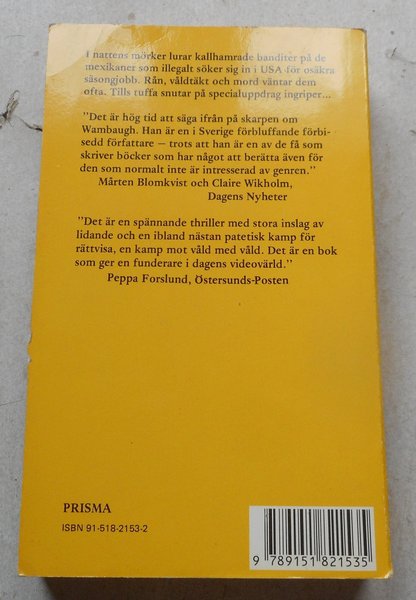 I nattens mörker lurar kallhamrade banditer på de
mexikaner som illegalt söker sig in i USA för osäkra
säsongjobb. Rån, våldtäkt och mord väntar dem
ofta. Tills tuffa snutar på specialuppdrag ingriper...
"Det är hög tid att säga ifrån på skarpen om
Wambaugh. Han är en i Sverige förbluffande förbi-
sedd författare — trots att han är en av de få som
skriver böcker som har något att berätta även för
den som normalt inte är intresserad av genren."
Mårten Blomkvist och Claire Wikholm,
Dagens Nyheter
"Det är en spännande thriller med stora inslag av
lidande och en ibland nästan patetisk kamp för
rättvisa, en kamp mot våld med våld. Det är en bok
som ger en funderare i dagens videovärld."
Peppa Forslund, Östersunds-Posten
PRISMA
ISBN 91-518-2153-2
9 789151 821535